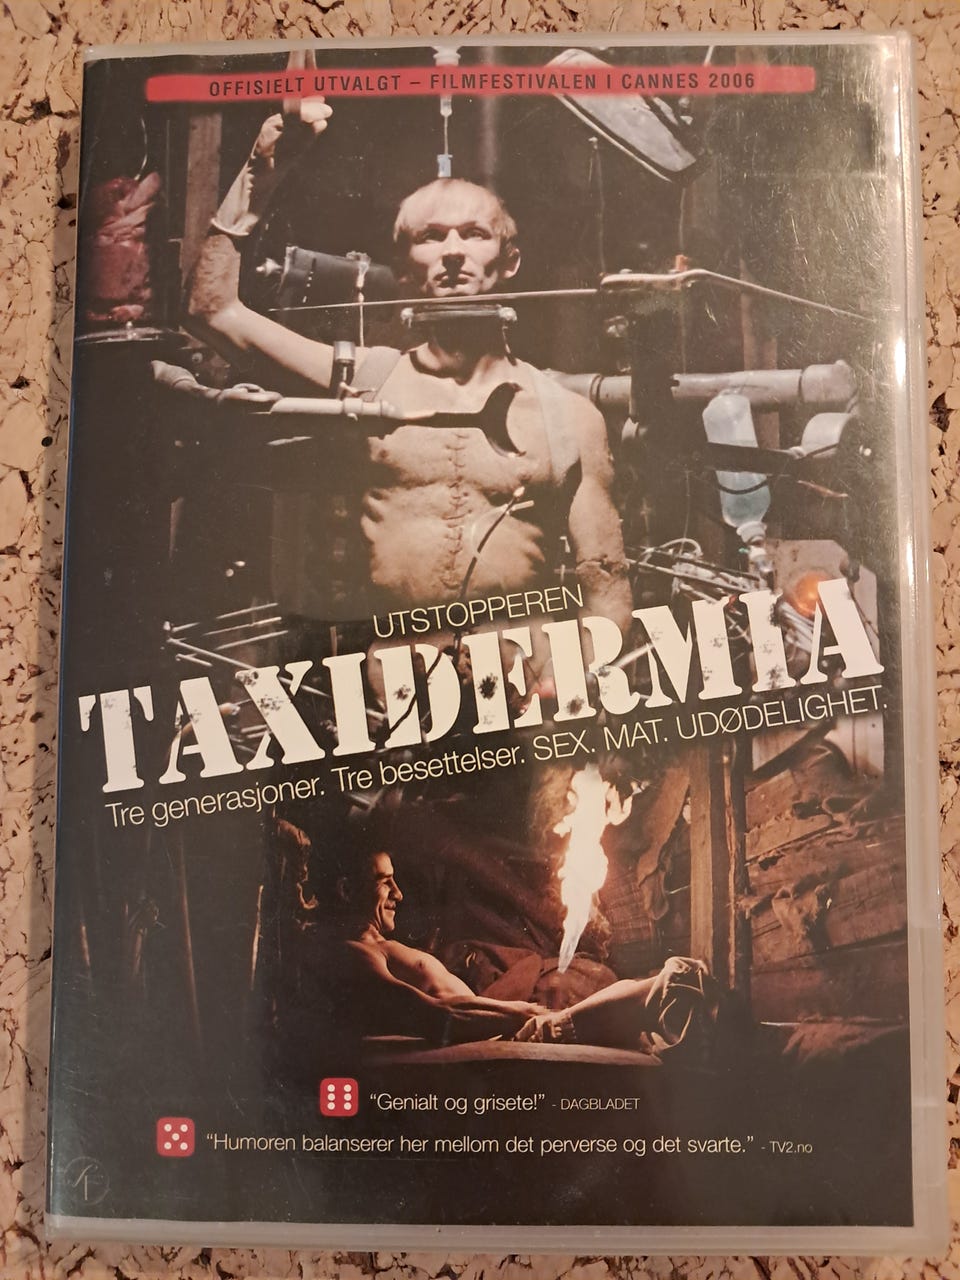 OFFISIELT UTVALGT – FILMFESTIVALEN I CANNES 2006
UTSTOPPEREN
TAXIDERMIA
Tre generasjoner. Tre besettelser. SEX. MAT. UDØDELIGHET.
"Genialt og grisete!" - DAGBLADET
"Humoren balanserer her mellom det perverse og det svarte." - TV2.no